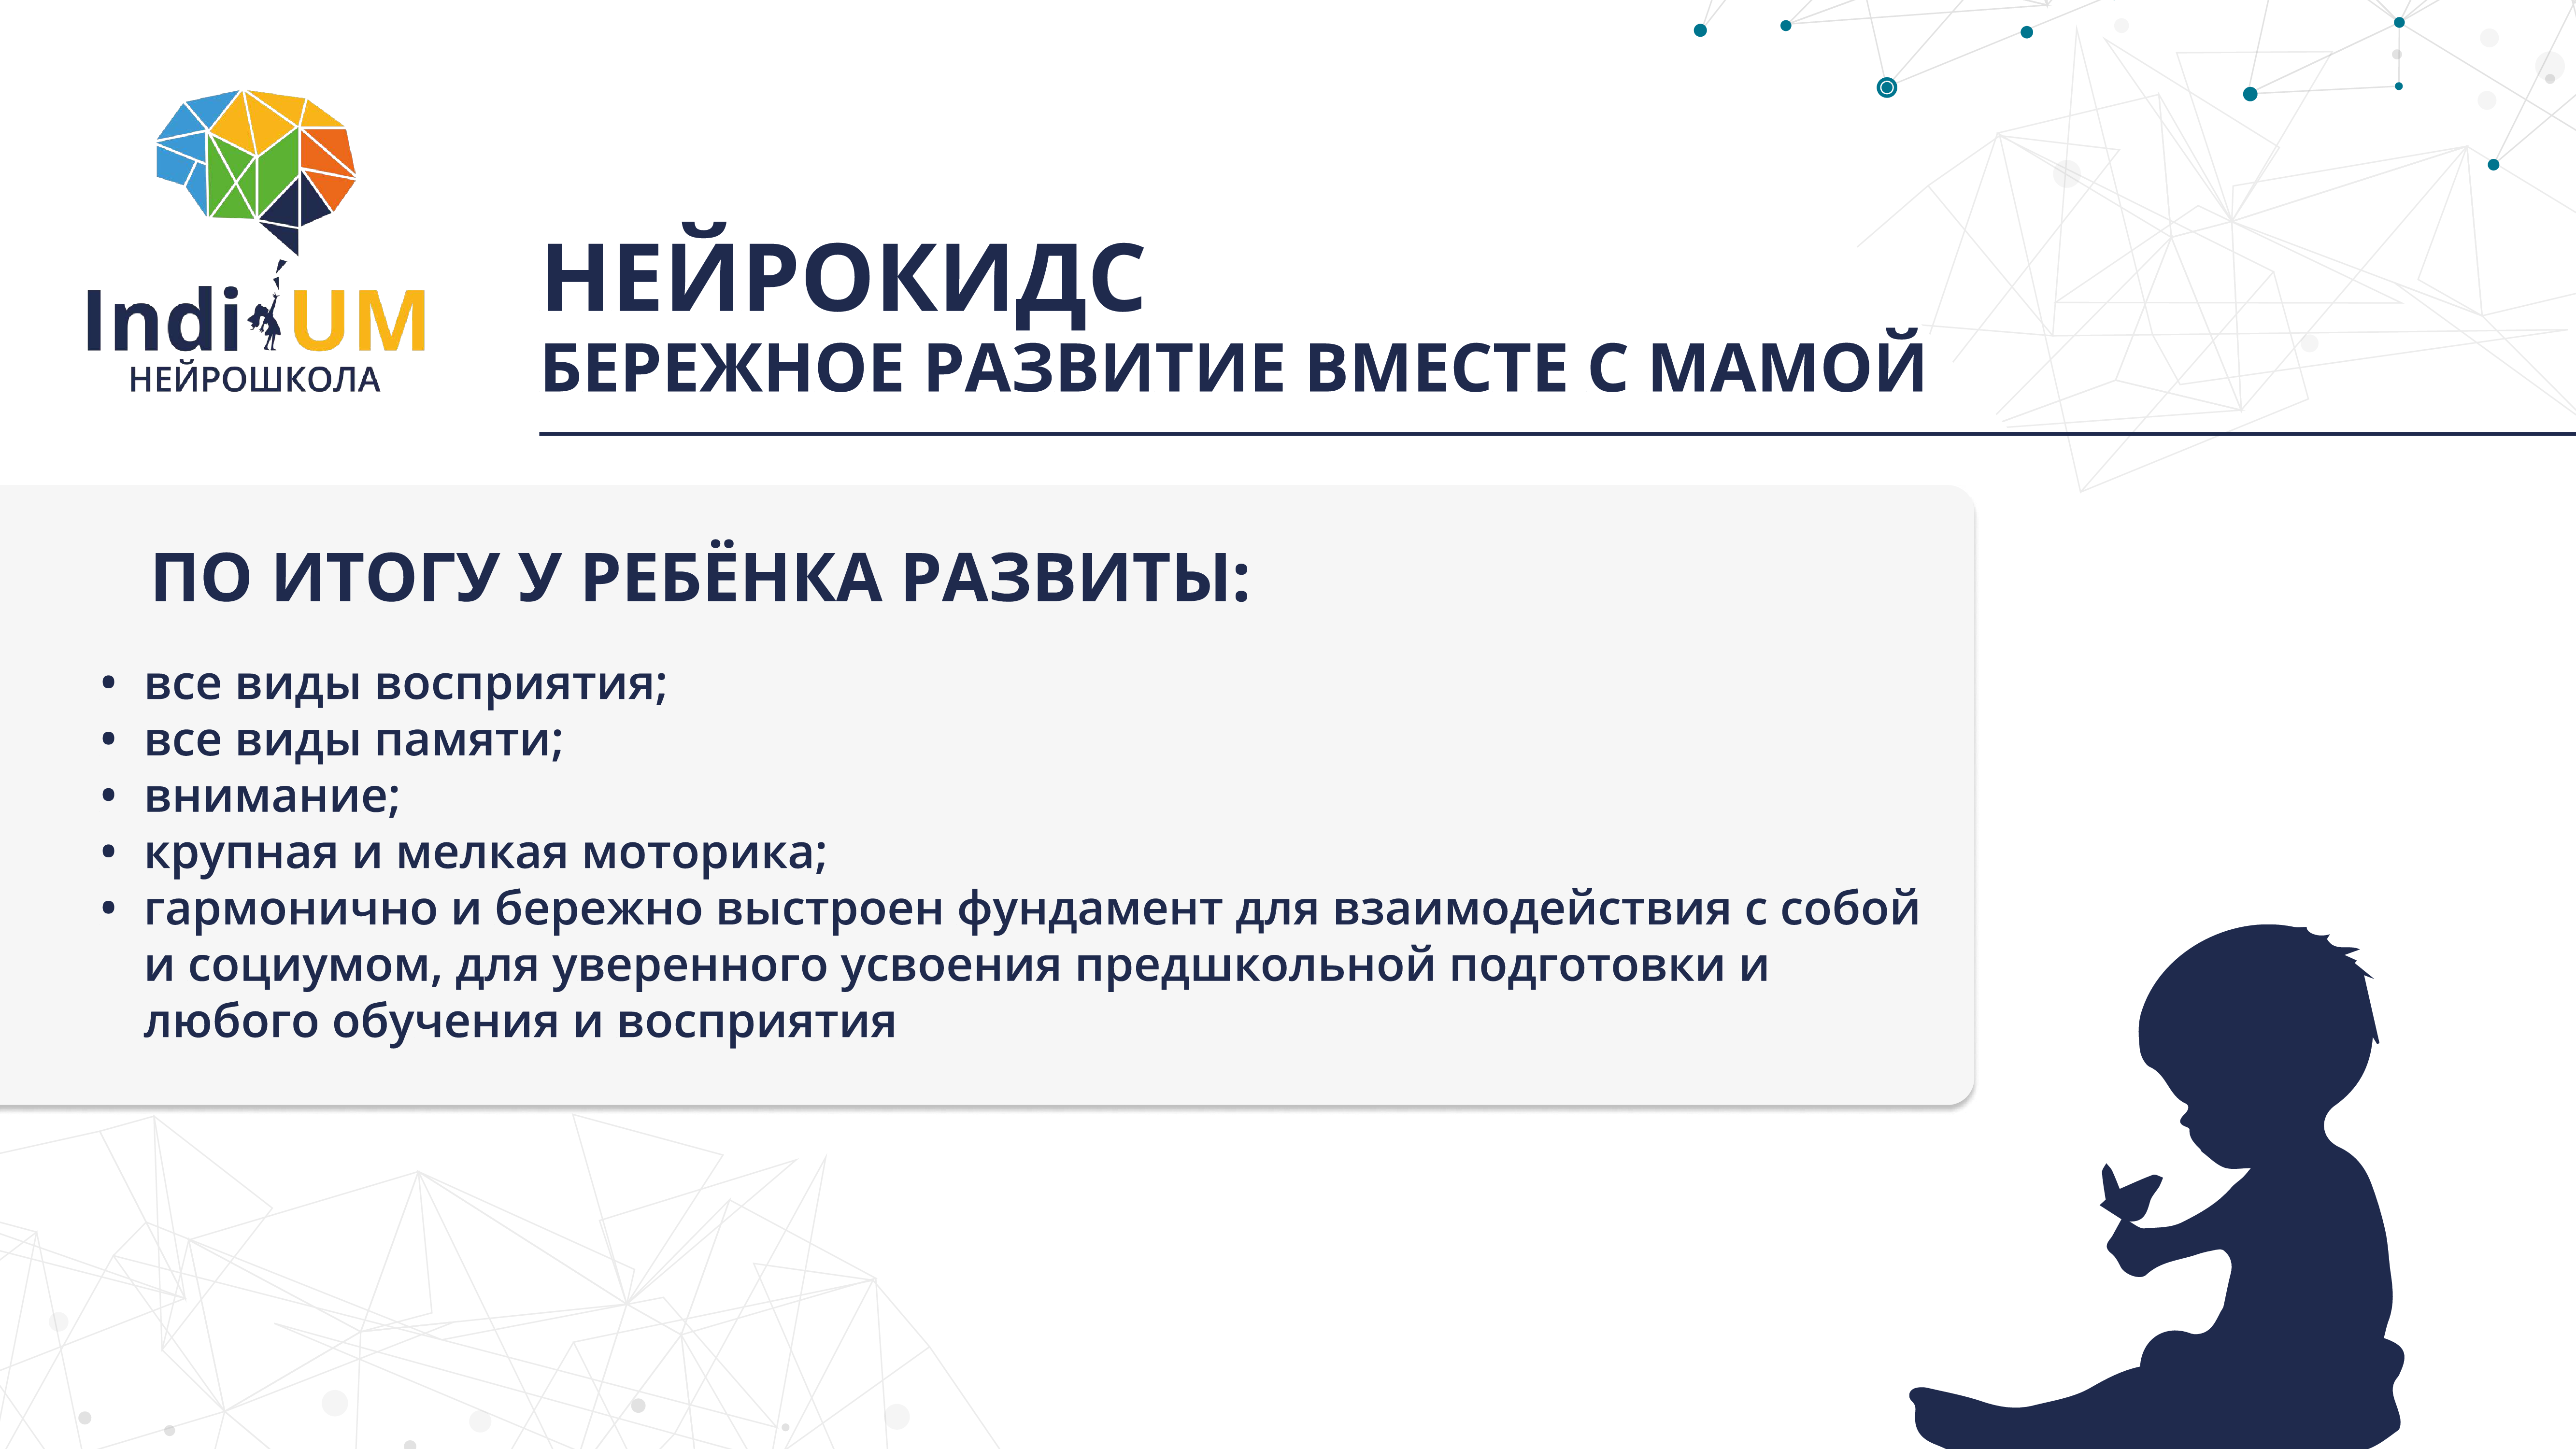 IndiUM
НЕЙРОШКОЛА
НЕЙРОКИДС
БЕРЕЖНОЕ РАЗВИТИЕ ВМЕСТЕ С МАМОЙ
ПО ИТОГУ У РЕБЁНКА РАЗВИТЫ:
• все виды восприятия;
• все виды памяти;
• внимание;
• крупная и мелкая моторика;
• гармонично и бережно выстроен фундамент для взаимодействия с собой
и социумом, для уверенного усвоения предшкольной подготовки и
любого обучения и восприятия